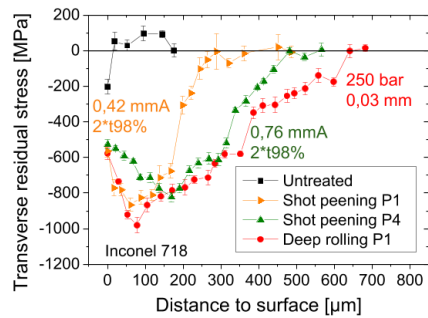 Transverse residual stress [MPa]
200
0
-200
-400
-600
-800
-1000
-1200
0,42 mmA
2*t98%
250 bar
0,03 mm
0,76 mmA
2*t98%
Untreated
Shot peening P1
Shot peening P4
Deep rolling P1
Inconel 718
0 100 200 300 400 500 600 700 800
Distance to surface [µm]